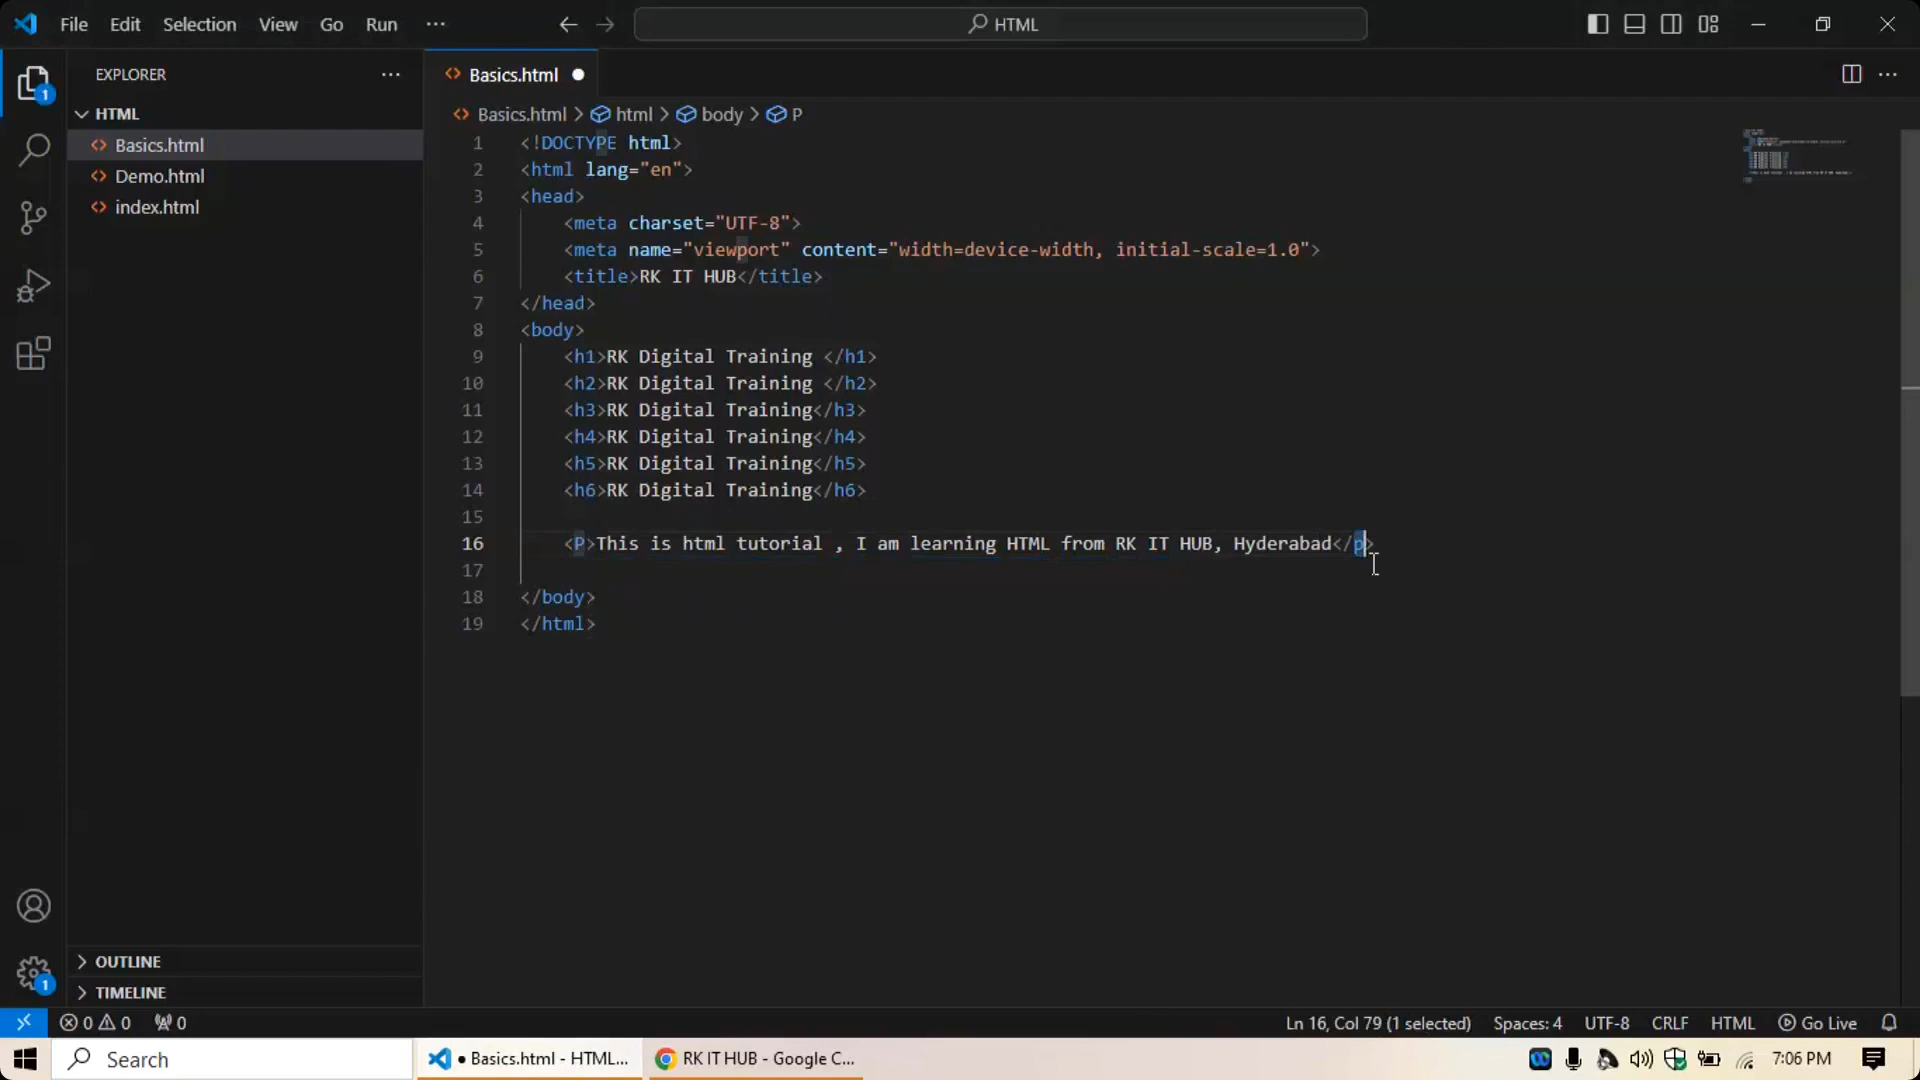 File Edit Selection View Go Run ··· HTML
EXPLORER ···
HTML
Basics.html
Demo.html
index.html
OUTLINE
TIMELINE
1
1
Basics.html
Basics.html > html > body > P
1 <!DOCTYPE html>
2 <html lang="en">
3 <head>
4 <meta charset="UTF-8">
5 <meta name="viewport" content="width=device-width, initial-scale=1.0">
6 <title>RK IT HUB</title>
7 </head>
8 <body>
9 <h1>RK Digital Training </h1>
10 <h2>RK Digital Training </h2>
11 <h3>RK Digital Training</h3>
12 <h4>RK Digital Training</h4>
13 <h5>RK Digital Training</h5>
14 <h6>RK Digital Training</h6>
15
16 <P>This is html tutorial , I am learning HTML from RK IT HUB, Hyderabad</p>
17
18 </body>
19 </html>
0 0 0 Ln 16, Col 79 (1 selected) Spaces: 4 UTF-8 CRLF HTML Go Live
Search ● Basics.html - HTML... RK IT HUB - Google C... 7:06 PM